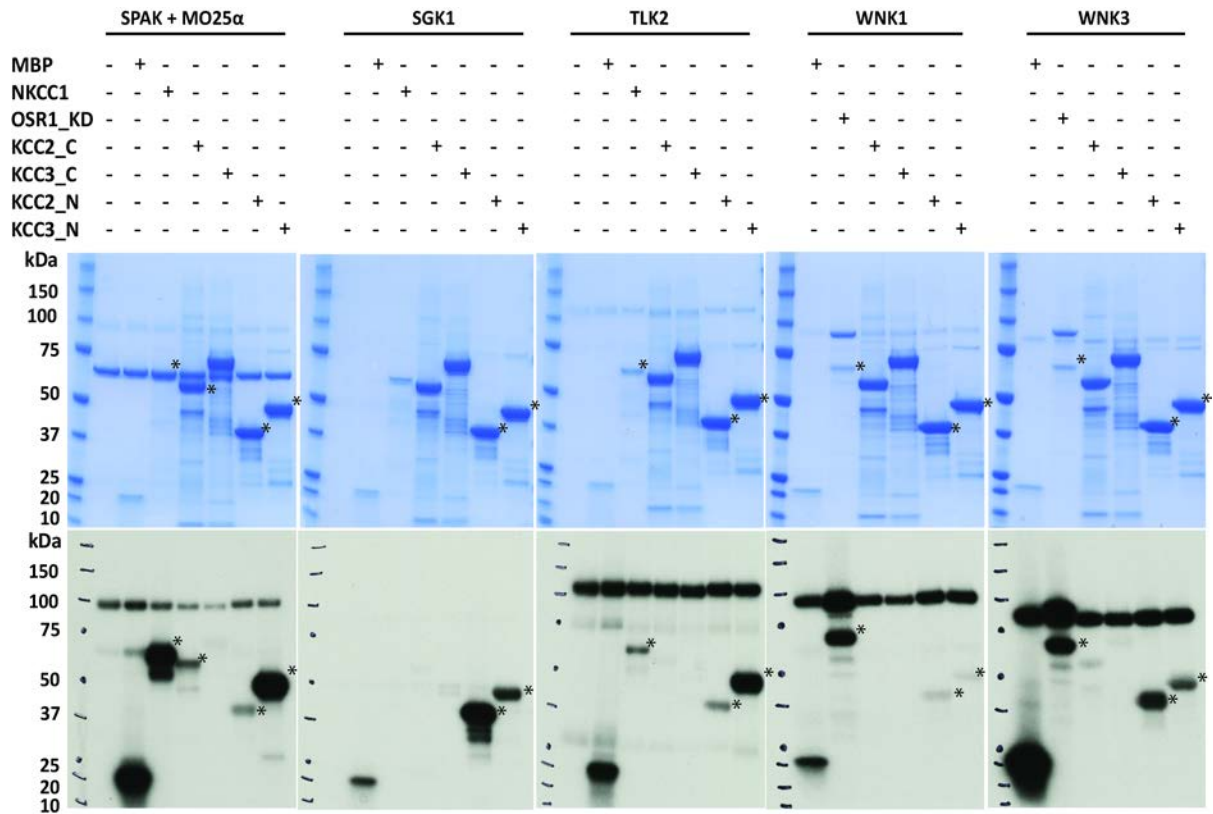 SPAK + MO25α SGK1 TLK2 WNK1 WNK3
MBP - + - - - - - - + - - - - - - + - - - - - + - - - - - + - - - - -
NKCC1 - - + - - - - - - + - - - - - - + - - - - - - - - - - - - - - - -
OSR1_KD - - - - - - - - - - - - - - - - - - - - - - + - - - - - + - - - -
KCC2_C - - - + - - - - - - + - - - - - - + - - - - - + - - - - - + - - -
KCC3_C - - - - + - - - - - - + - - - - - - + - - - - - + - - - - - + - -
KCC2_N - - - - - + - - - - - - + - - - - - - + - - - - - + - - - - - + -
KCC3_N - - - - - - + - - - - - - + - - - - - - + - - - - - + - - - - - +
kDa
150
100
75
50
37
25
20
10
kDa
150
100
75
50
37
25
20
10